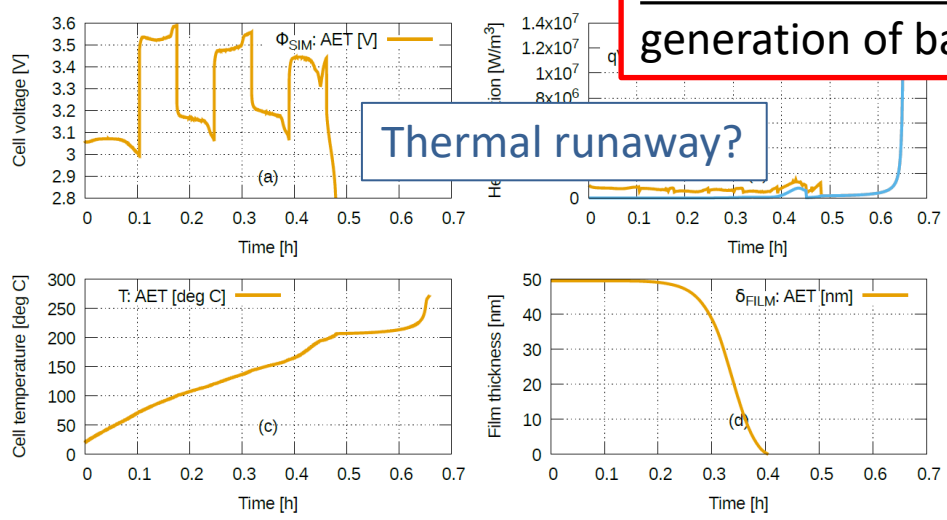 generation of ba
Thermal runaway?
3.6
3.5
3.4
3.3
3.2
3.1
3
2.9
2.8
Cell voltage [V]
Φ_SIM: AET [V]
(a)
0 0.1 0.2 0.3 0.4 0.5 0.6 0.7
Time [h]
1.4x10^7
1.2x10^7
1x10^7
8x10^6
0
[W/m^3]
0 0.1 0.2 0.3 0.4 0.5 0.6 0.7
Time [h]
300
250
200
150
100
50
0
Cell temperature [deg C]
T: AET [deg C]
(c)
0 0.1 0.2 0.3 0.4 0.5 0.6 0.7
Time [h]
50
40
30
20
10
0
Film thickness [nm]
δ_FILM: AET [nm]
(d)
0 0.1 0.2 0.3 0.4 0.5 0.6 0.7
Time [h]